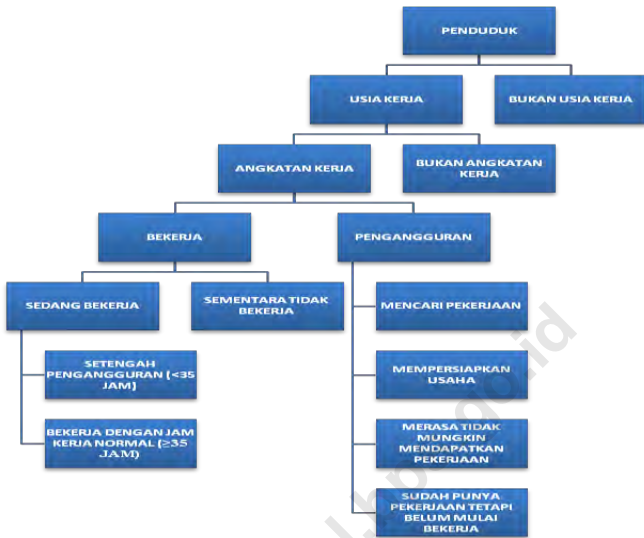 PENDUDUK
USIA KERJA
BUKAN USIA KERJA
ANGKATAN KERJA
BUKAN ANGKATAN
KERJA
BEKERJA
PENGANGGURAN
SEDANG BEKERJA
SEMENTARA TIDAK
BEKERJA
SETENGAH
PENGANGGURAN (<35
JAM)
BEKERJA DENGAN JAM
KERJA NORMAL (≥35
JAM)
MENCARI PEKERJAAN
MEMPERSIAPKAN
USAHA
MERASA TIDAK
MUNGKIN
MENDAPATKAN
PEKERJAAN
SUDAH PUNYA
PEKERJAAN TETAPI
BELUM MULAI
BEKERJA
go.id